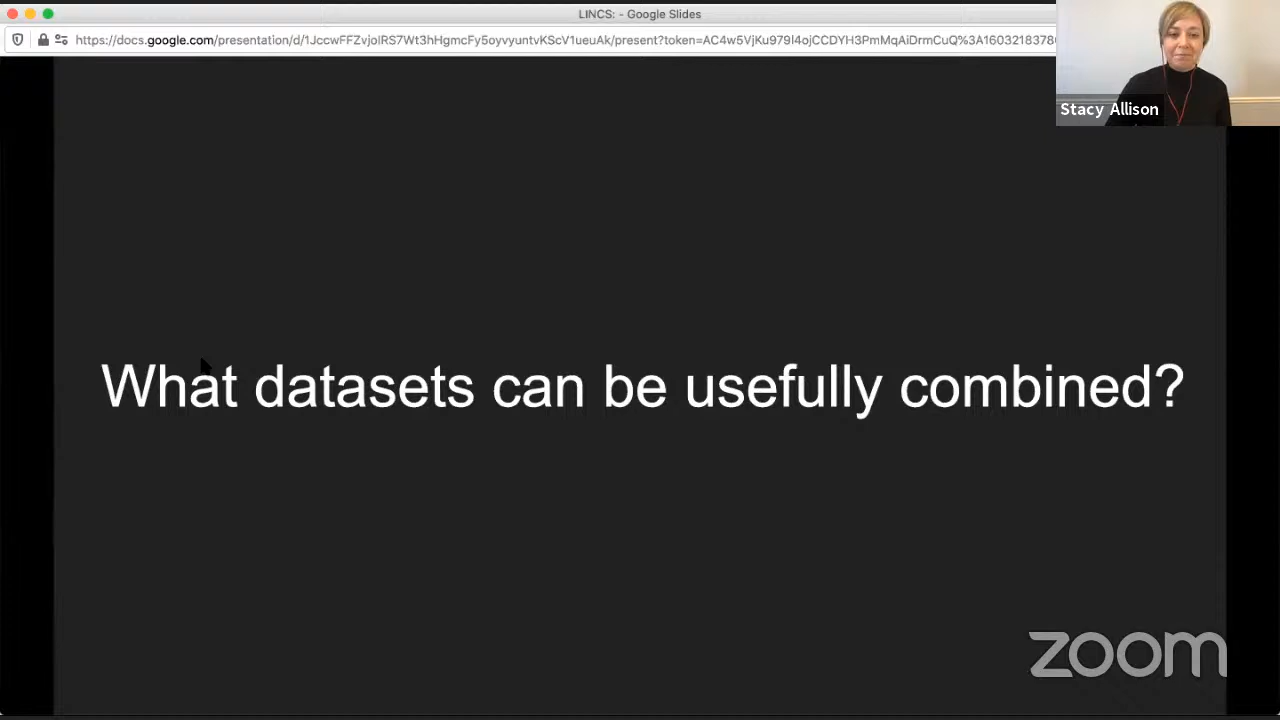 LINCS: - Google Slides
https://docs.google.com/presentation/d/1JccwFFZvjolRS7Wt3hHgmcFy5oyvyuntvKScV1ueuAk/present?token=AC4w5VjKu979I4ojCCDYH3PmMqAiDrmCuQ%3A1603218378
Stacy Allison
What datasets can be usefully combined?
zoom